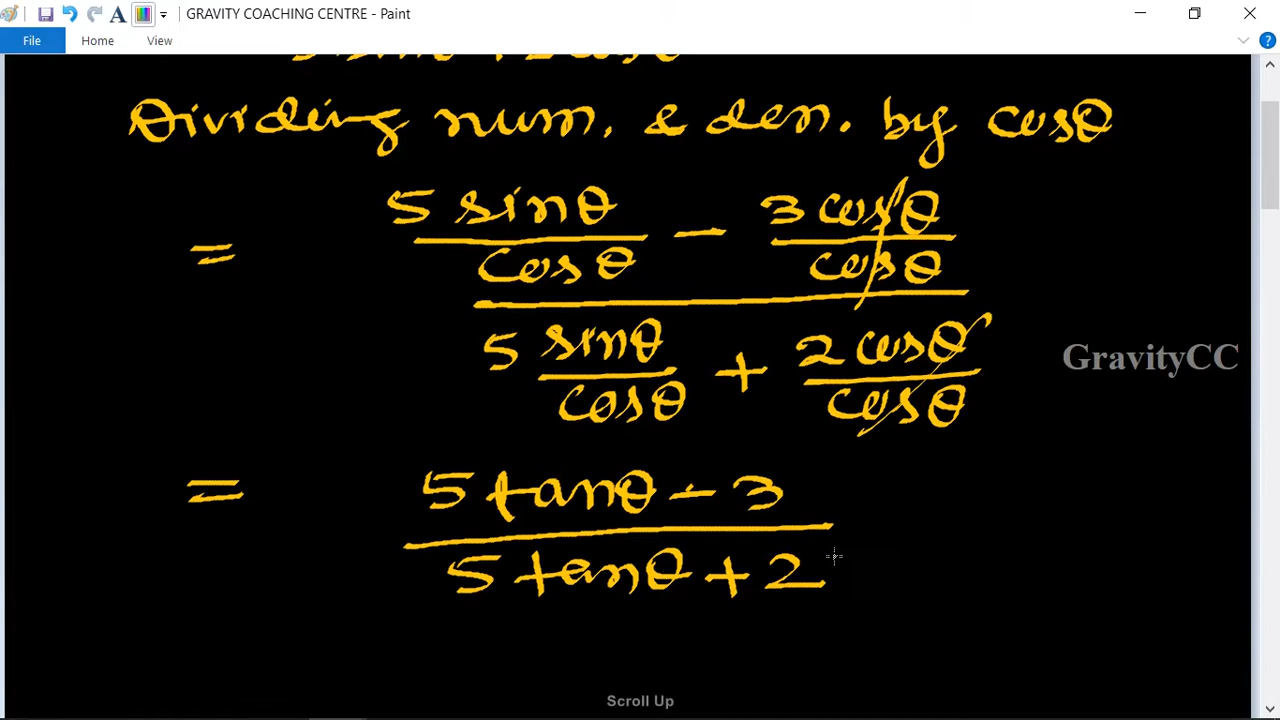 GRAVITY COACHING CENTRE - Paint
File Home View
Dividing num. & den. by cosθ
= 5 sinθ/cosθ − 3 cosθ/cosθ
5 sinθ/cosθ + 2 cosθ/cosθ
GravityCC
= 5 tanθ − 3
5 tanθ + 2
Scroll Up